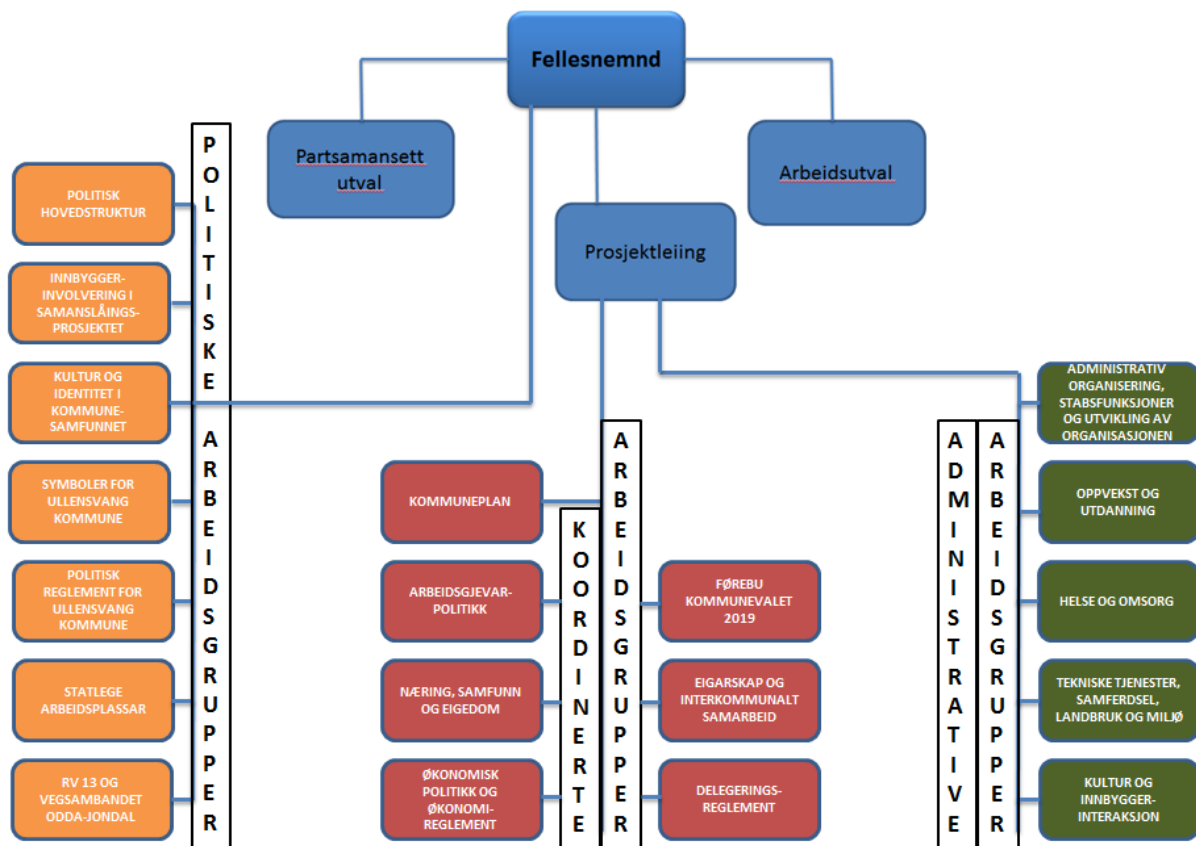 Fellesnemnd
Partsamansett
utval
Arbeidsutval
Prosjektleiing
POLITISKE ARBEIDSGRUPPER
POLITISK
HOVEDSTRUKTUR
INNBYGGER-
INVOLVERING I
SAMANSLÅINGS-
PROSJEKTET
KULTUR OG
IDENTITET I
KOMMUNE-
SAMFUNNET
SYMBOLER FOR
ULLENSVANG
KOMMUNE
POLITISK
REGLEMENT FOR
ULLENSVANG
KOMMUNE
STATLEGE
ARBEIDSPLASSAR
RV 13 OG
VEGSAMBANDET
ODDA-JONDAL
KOORDINERTE
ARBEIDSGRUPPER
KOMMUNEPLAN
ARBEIDSGJEVAR-
POLITIKK
NÆRING, SAMFUNN
OG EIGEDOM
ØKONOMISK
POLITIKK OG
ØKONOMI-
REGLEMENT
FØREBU
KOMMUNEVALET
2019
EIGARSKAP OG
INTERKOMMUNALT
SAMARBEID
DELEGERINGS-
REGLEMENT
ADMINISTRATIVE
ARBEIDSGRUPPER
ADMINISTRATIV
ORGANISERING,
STABSFUNKSJONER
OG UTVIKLING AV
ORGANISASJONEN
OPPVEKST OG
UTDANNING
HELSE OG OMSORG
TEKNISKE TJENESTER,
SAMFERDSEL,
LANDBRUK OG MILJØ
KULTUR OG
INNBYGGER-
INTERAKSJON